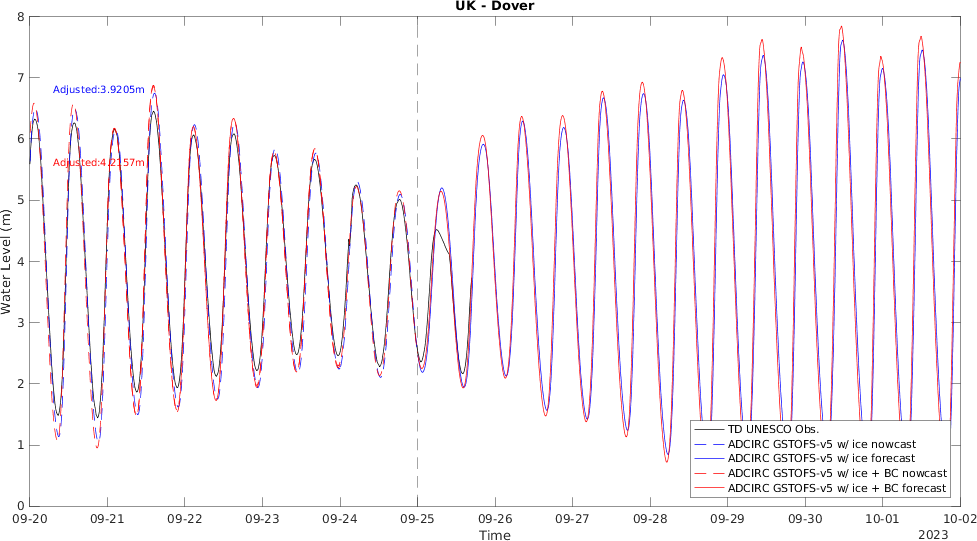 UK - Dover
8
7
6
5
4
3
2
1
0
Water Level (m)
Adjusted:3.9205m
Adjusted:4.2157m
TD UNESCO Obs.
ADCIRC GSTOFS-v5 w/ ice nowcast
ADCIRC GSTOFS-v5 w/ ice forecast
ADCIRC GSTOFS-v5 w/ ice + BC nowcast
ADCIRC GSTOFS-v5 w/ ice + BC forecast
09-20 09-21 09-22 09-23 09-24 09-25 09-26 09-27 09-28 09-29 09-30 10-01 10-02
Time
2023